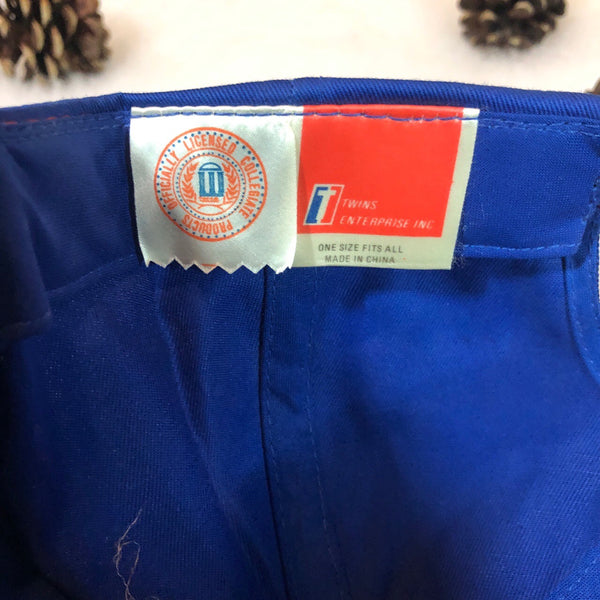 OFFICIALLY LICENSED COLLEGIATE PRODUCTS
TWINS
ENTERPRISE INC
ONE SIZE FITS ALL
MADE IN CHINA